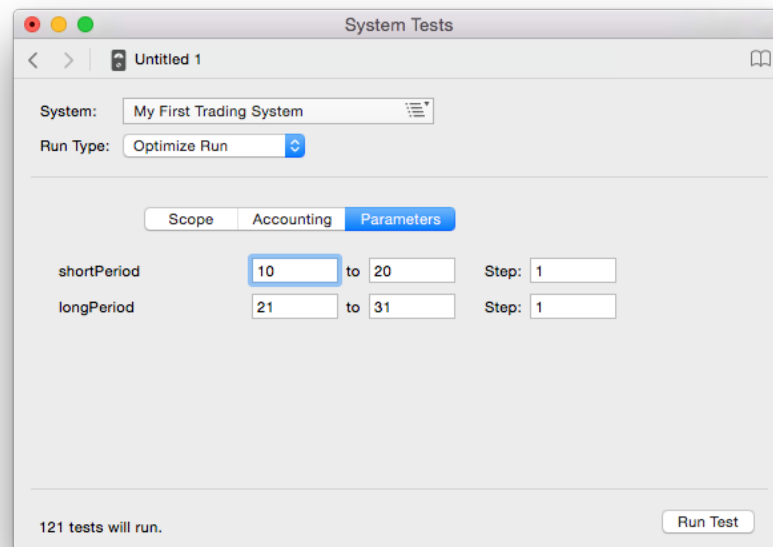 System Tests
Untitled 1
System: My First Trading System
Run Type: Optimize Run
Scope Accounting Parameters
shortPeriod 10 to 20 Step: 1
longPeriod 21 to 31 Step: 1
121 tests will run. Run Test